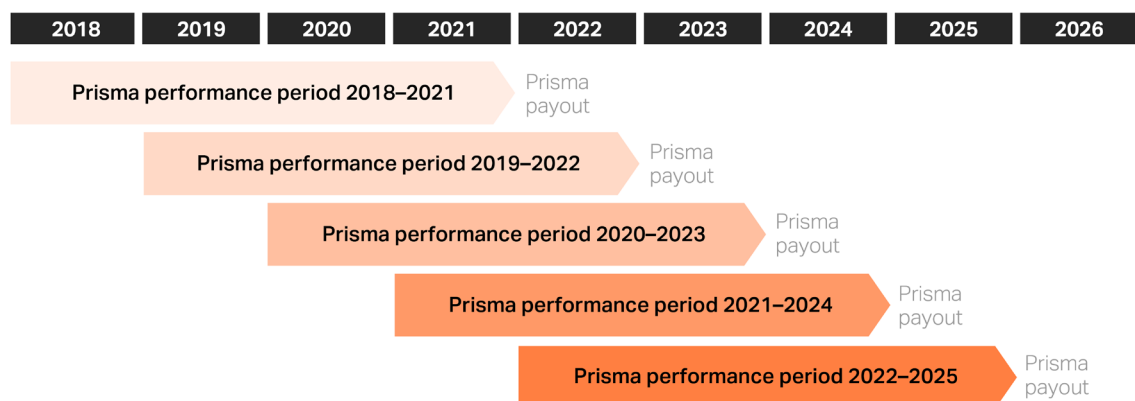 2018 2019 2020 2021 2022 2023 2024 2025 2026
Prisma performance period 2018–2021
Prisma
payout
Prisma performance period 2019–2022
Prisma
payout
Prisma performance period 2020–2023
Prisma
payout
Prisma performance period 2021–2024
Prisma
payout
Prisma performance period 2022–2025
Prisma
payout